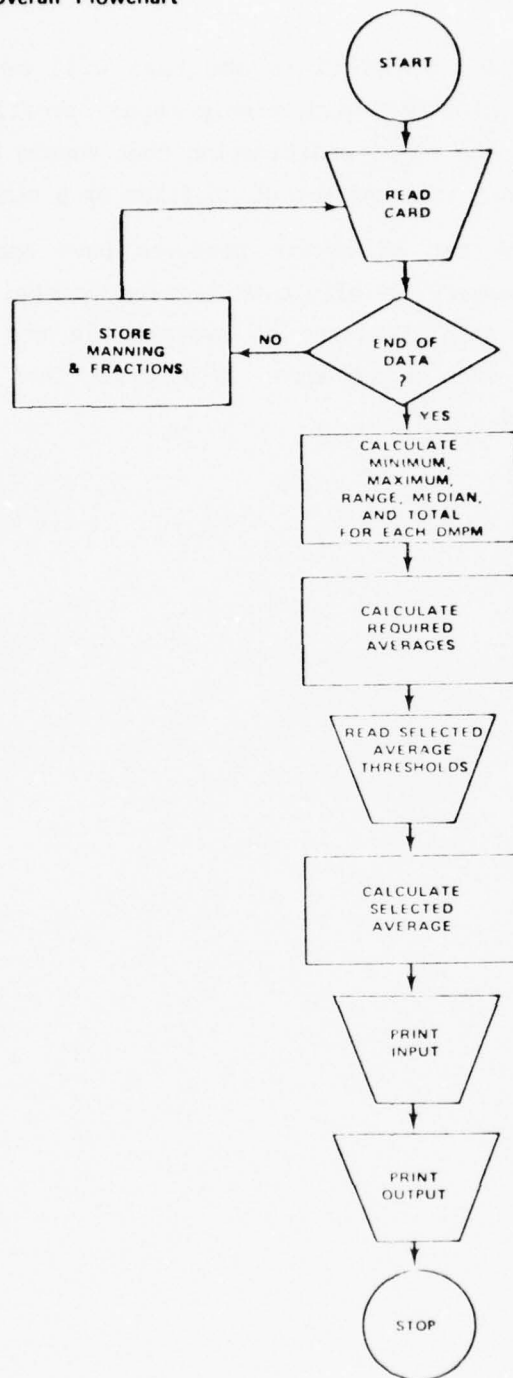 Overall Flowchart
START
READ
CARD
END OF
DATA
?
NO
STORE
MANNING
& FRACTIONS
YES
CALCULATE
MINIMUM,
MAXIMUM,
RANGE, MEDIAN,
AND TOTAL
FOR EACH DMPM
CALCULATE
REQUIRED
AVERAGES
READ SELECTED
AVERAGE
THRESHOLDS
CALCULATE
SELECTED
AVERAGE
PRINT
INPUT
PRINT
OUTPUT
STOP